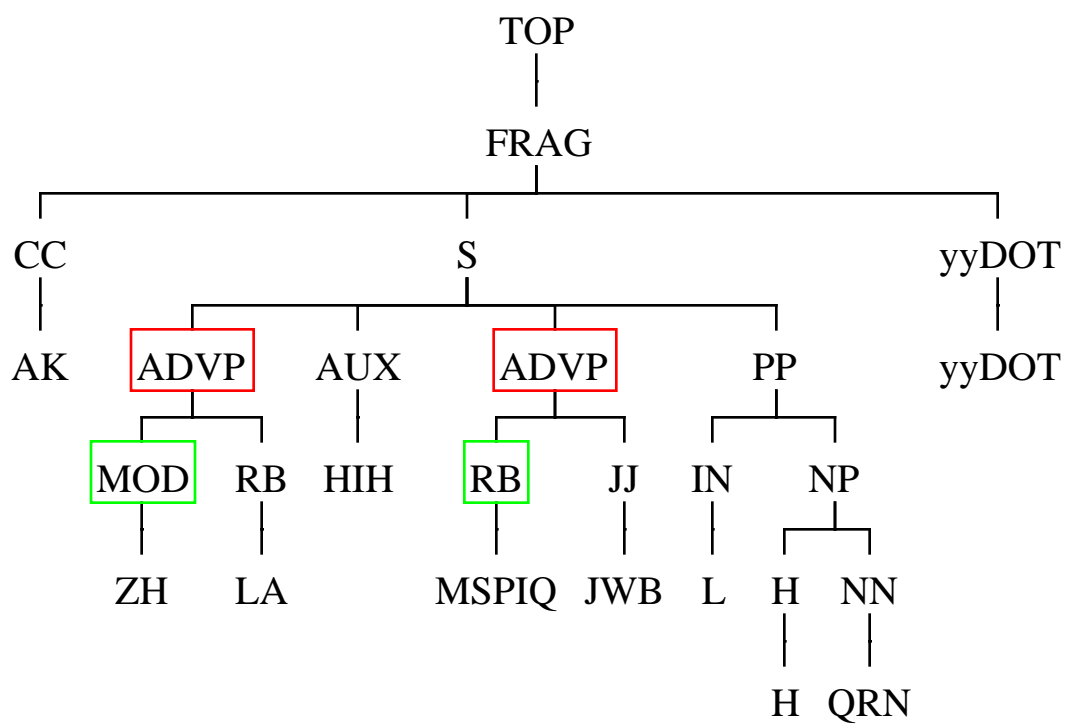 TOP
FRAG
CC S yyDOT
AK ADVP AUX ADVP PP yyDOT
MOD RB HIH RB JJ IN NP
ZH LA MSPIQ JWB L H NN
H QRN